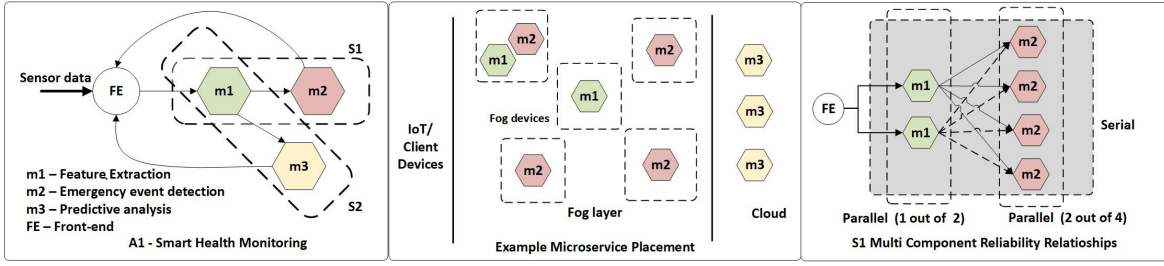 S1
Sensor data
FE
m1
m2
m3
S2
m1 – Feature Extraction
m2 – Emergency event detection
m3 – Predictive analysis
FE – Front-end
A1 - Smart Health Monitoring
m2
m1
m2
m3
m1
Fog devices
m3
IoT/
Client
Devices
m2
m2
m3
Fog layer
Cloud
Example Microservice Placement
m2
m1
m2
FE
m1
m2
Serial
m2
Parallel (1 out of 2)
Parallel (2 out of 4)
S1 Multi Component Reliability Relatioships